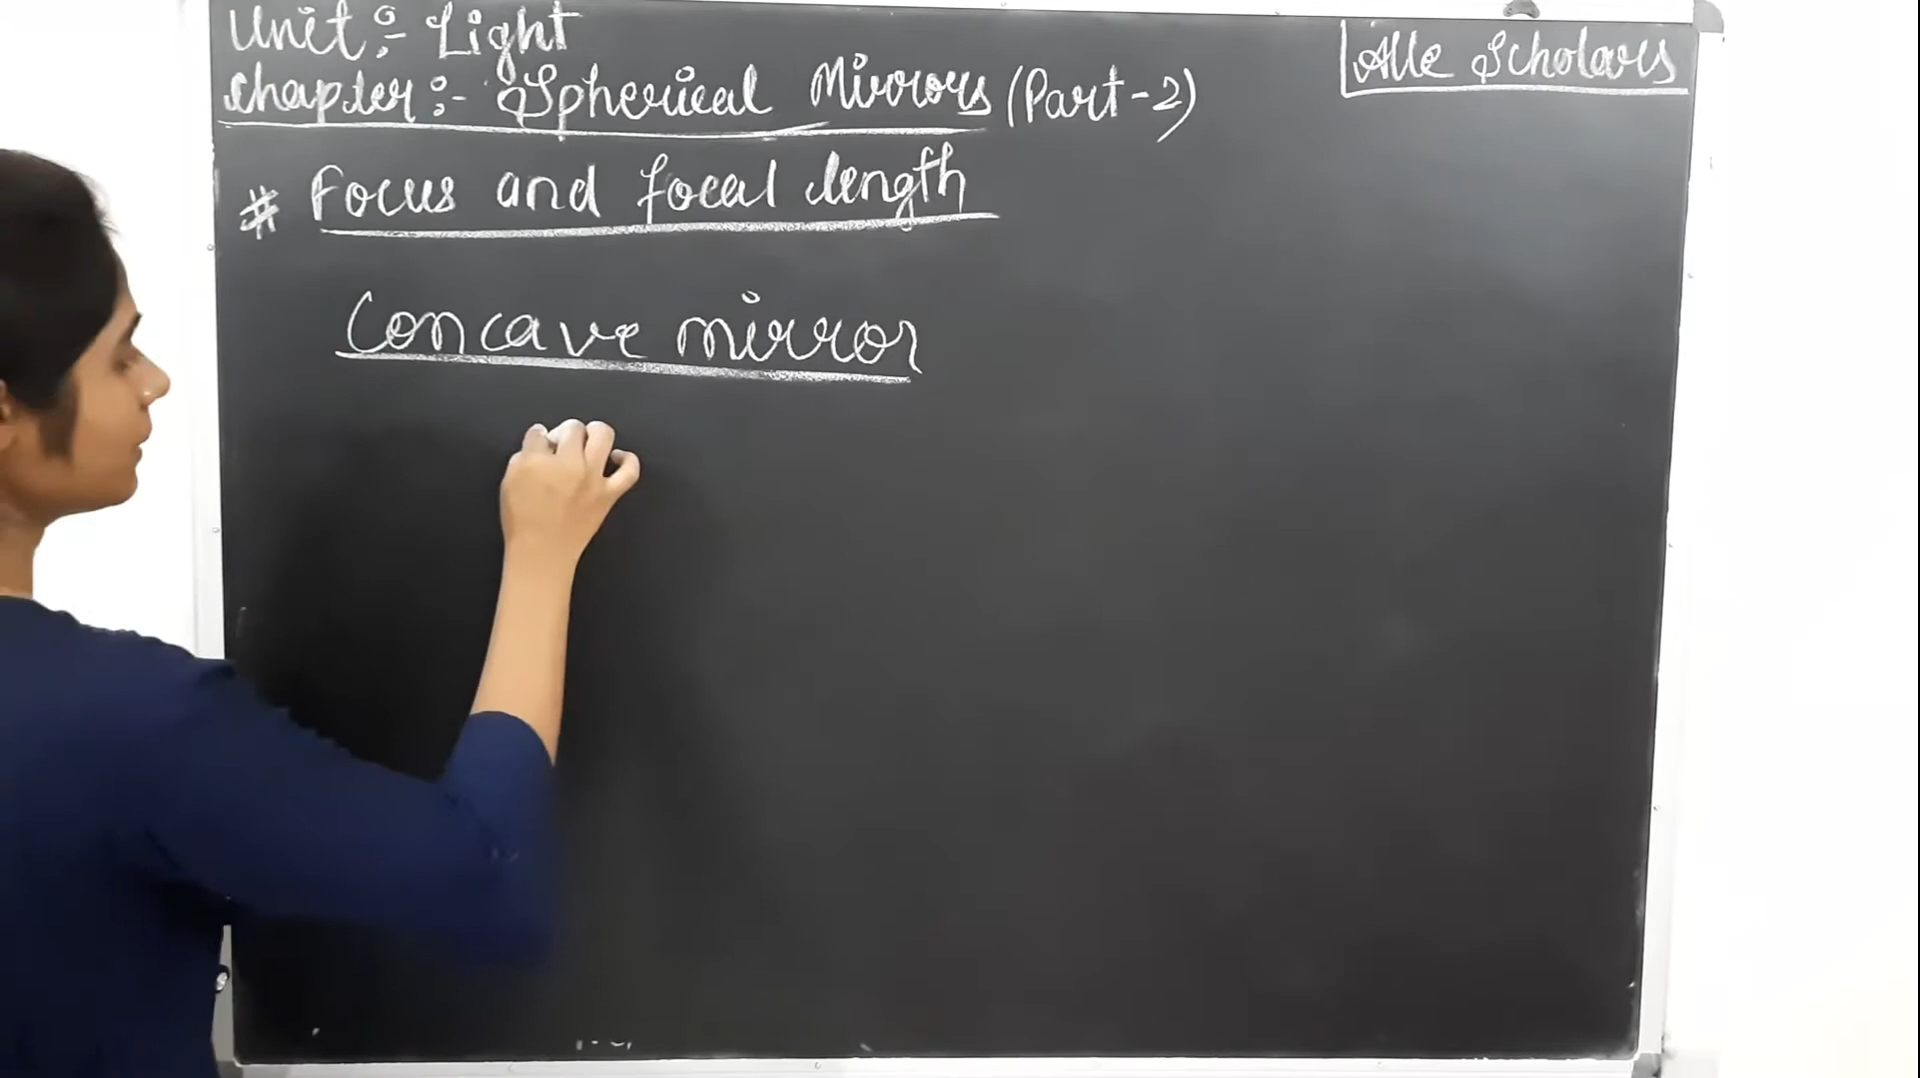 Unit:- Light
Alle Scholars
Chapter:- Spherical Mirrors (Part-2)
# Focus and focal length
Concave mirror